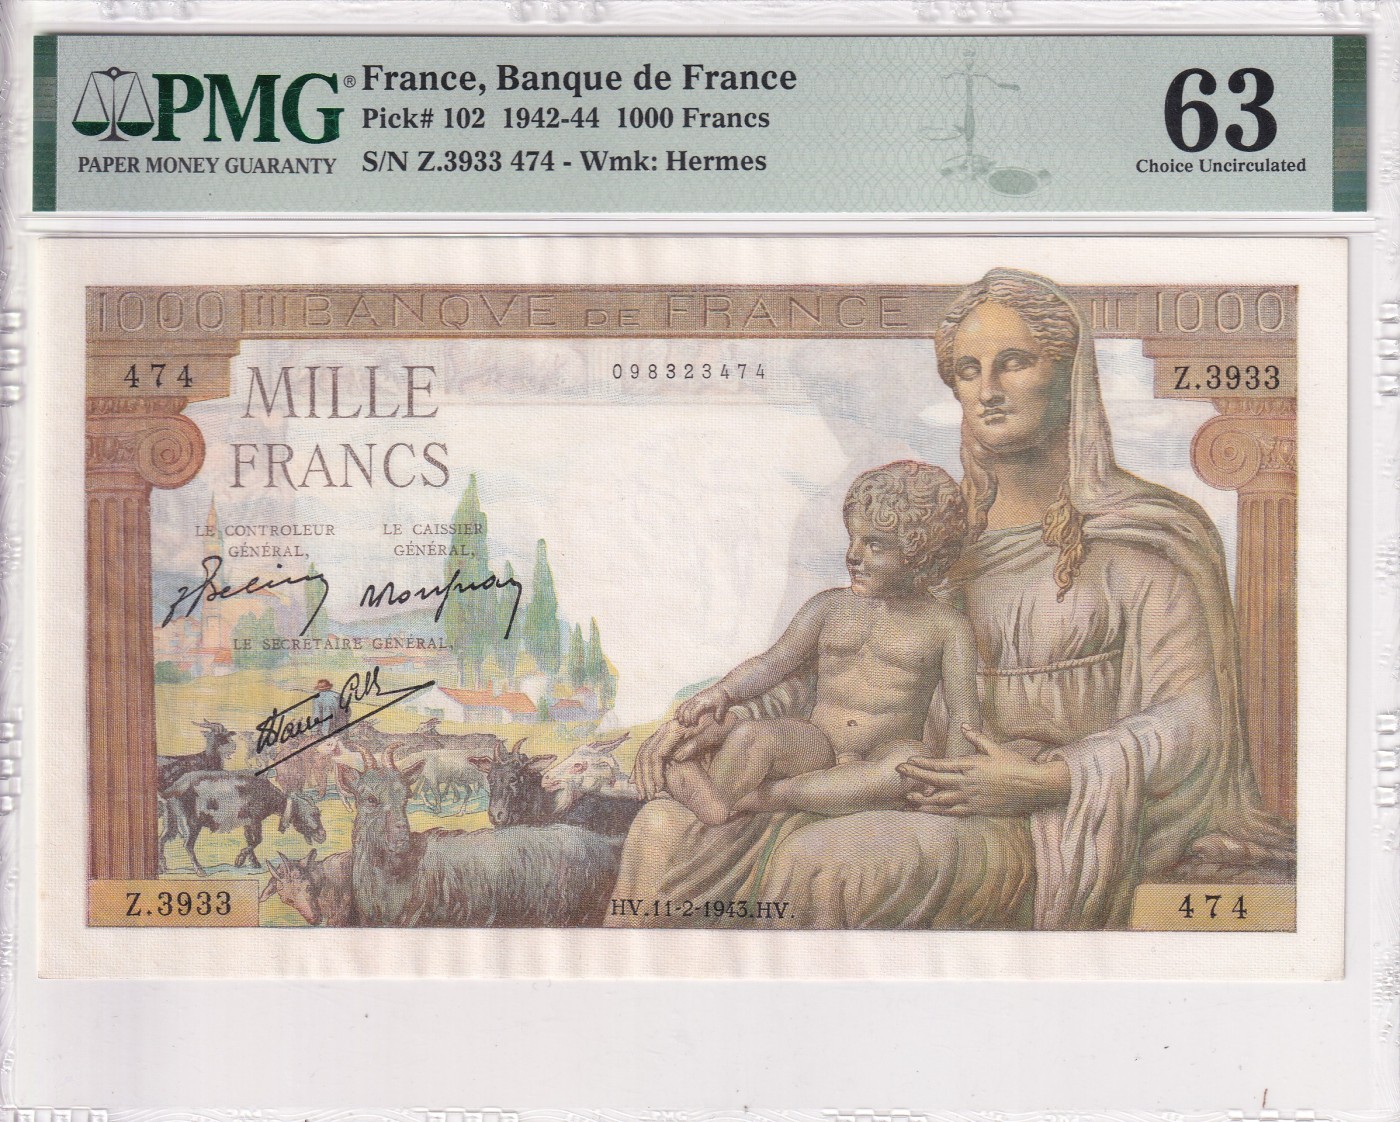 PMG®
PAPER MONEY GUARANTY
France, Banque de France
Pick# 102 1942-44 1000 Francs
S/N Z.3933 474 - Wmk: Hermes
63
Choice Uncirculated
1000 BANQVE DE FRANCE 1000
474
098323474
Z.3933
MILLE
FRANCS
LE CONTROLEUR
GÉNÉRAL,
LE CAISSIER
GÉNÉRAL,
LE SECRÉTAIRE GÉNÉRAL,
Z.3933
HV.11-2-1943.HV.
474